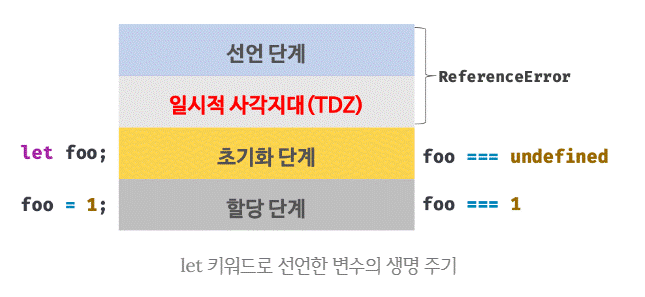 선언 단계
ReferenceError
일시적 사각지대(TDZ)
let foo;
초기화 단계
foo === undefined
foo = 1;
할당 단계
foo === 1
let 키워드로 선언한 변수의 생명 주기